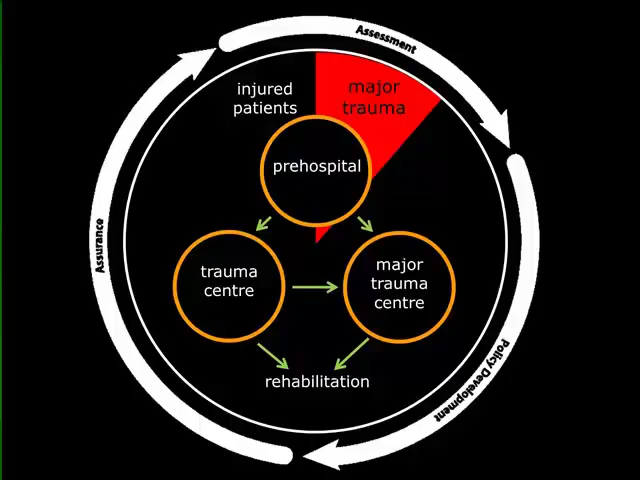 Assessment
injured
patients
major
trauma
prehospital
Assurance
trauma
centre
major
trauma
centre
Policy Development
rehabilitation